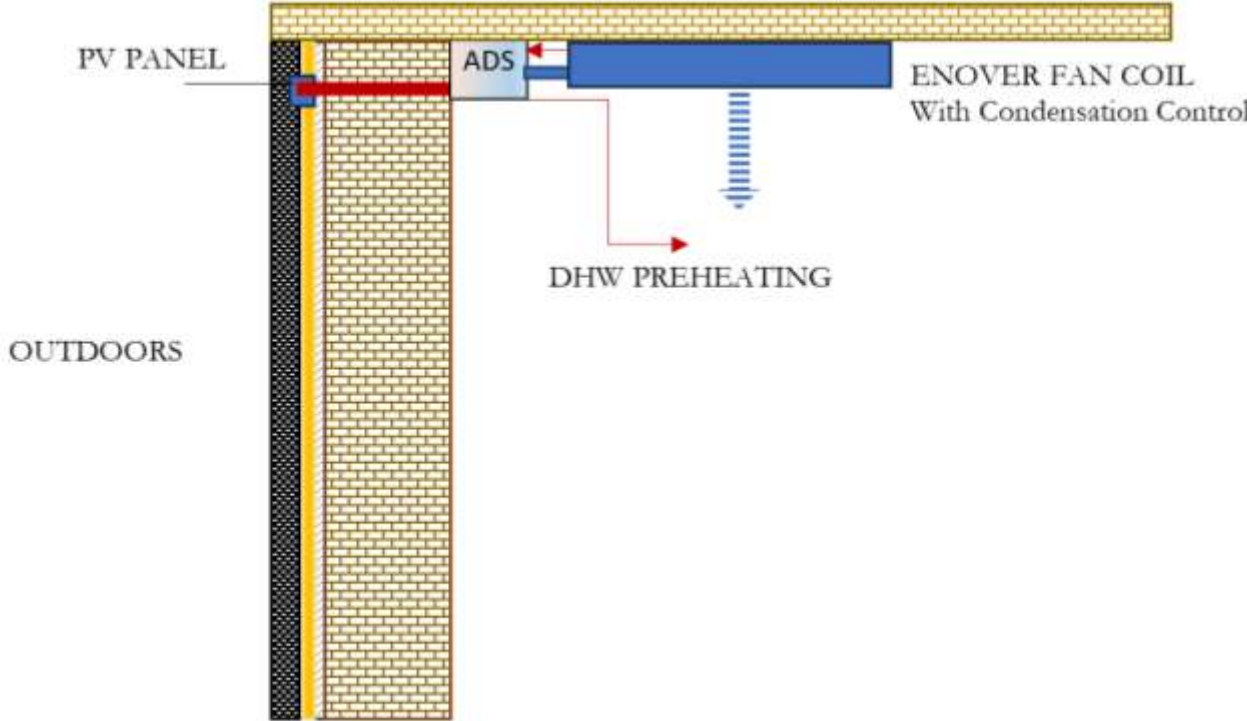 PV PANEL
ADS
ENOVER FAN COIL
With Condensation Control
DHW PREHEATING
OUTDOORS